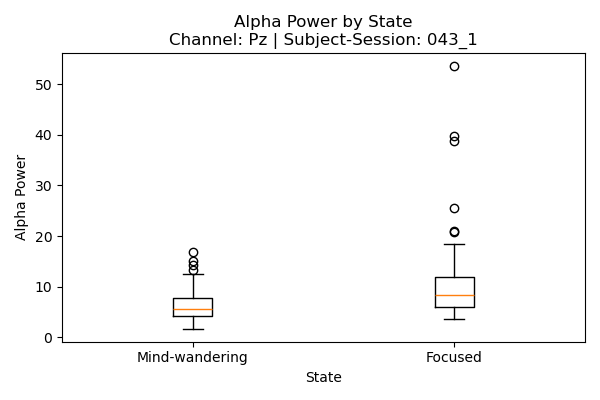 Alpha Power by State
Channel: Pz | Subject-Session: 043_1
Alpha Power
50
40
30
20
10
0
Mind-wandering
Focused
State